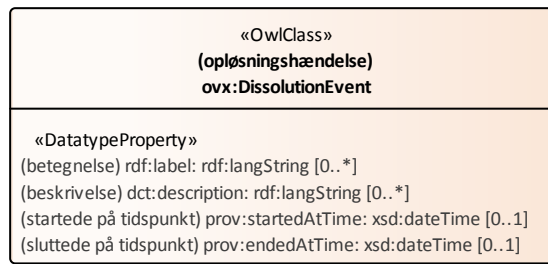 «OwlClass»
(opløsningshændelse)
ovx:DissolutionEvent
«DatatypeProperty»
(betegnelse) rdf:label: rdf:langString [0..*]
(beskrivelse) dct:description: rdf:langString [0..*]
(startede på tidspunkt) prov:startedAtTime: xsd:dateTime [0..1]
(sluttede på tidspunkt) prov:endedAtTime: xsd:dateTime [0..1]